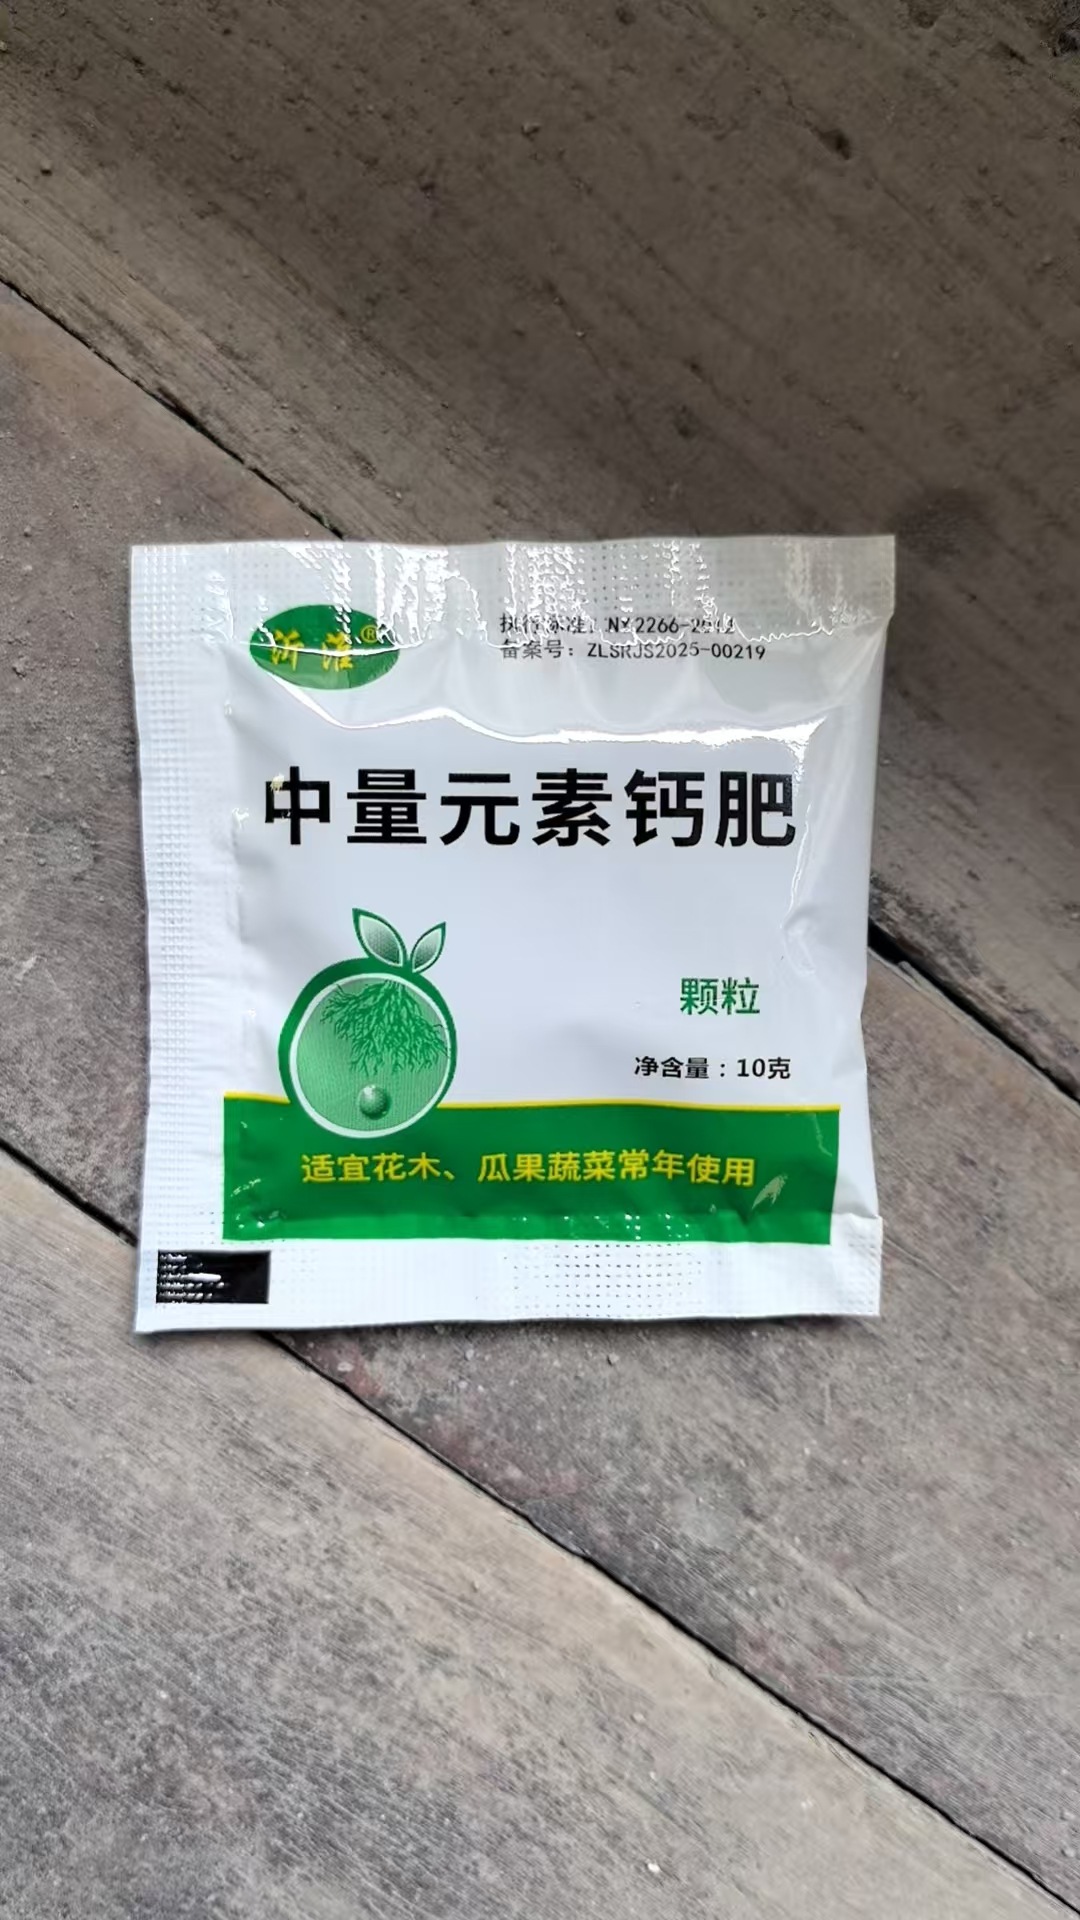 沂淮®
执行标准：NY2266-2012
备案号：ZLSRJS2025-00219
中量元素钙肥
颗粒
净含量：10克
适宜花木、瓜果蔬菜常年使用